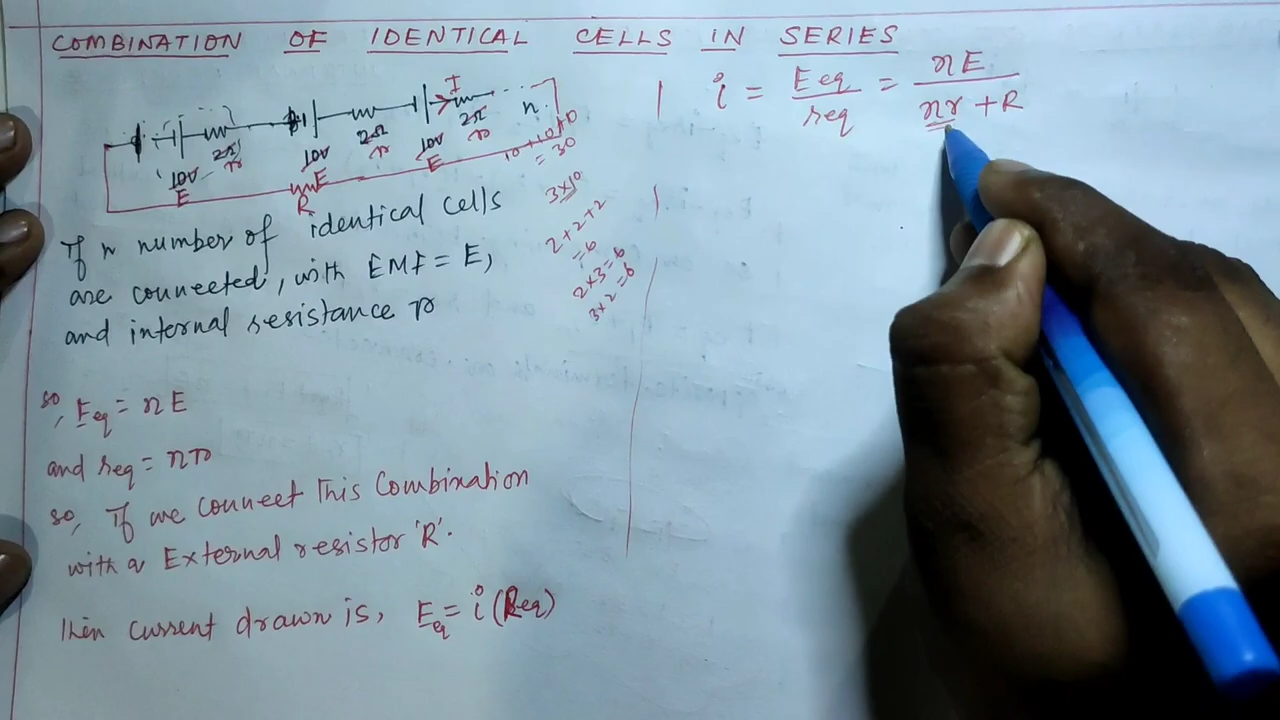 COMBINATION OF IDENTICAL CELLS IN SERIES
I
n
2Ω 2Ω 2Ω
r r r
10V 10V 10V
E E E
R
10+10+10
= 30
3×10
2+2+2
=6
2×3=6
3×2=6
If n number of identical cells
are connected, with EMF = E,
and internal resistance r
so, Eeq = nE
and req = nr
so, If we connect This Combination
with a External resistor 'R'.
Then current drawn is, Eeq = i(Req)
i = Eeq/req = nE/nr+R